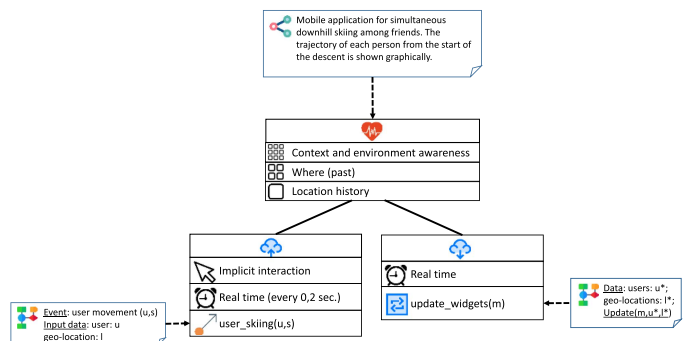 Mobile application for simultaneous
downhill skiing among friends. The
trajectory of each person from the start
of the descent is shown graphically.
Context and environment awareness
Where (past)
Location history
Implicit interaction
Real time (every 0,2 sec.)
user_skiing(u,s)
Real time
update_widgets(m)
Event: user movement (u,s)
Input data: user: u
geo-location: l
Data: users: u*;
geo-locations: l*;
Update(m,u*,l*)